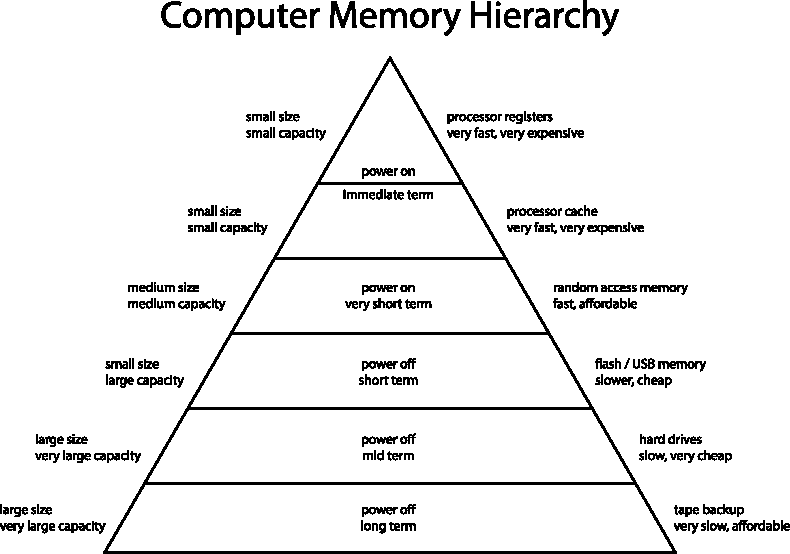 Computer Memory Hierarchy
small size
small capacity
processor registers
very fast, very expensive
power on
immediate term
small size
small capacity
processor cache
very fast, very expensive
medium size
medium capacity
power on
very short term
random access memory
fast, affordable
small size
large capacity
power off
short term
flash / USB memory
slower, cheap
large size
very large capacity
power off
mid term
hard drives
slow, very cheap
large size
very large capacity
power off
long term
tape backup
very slow, affordable